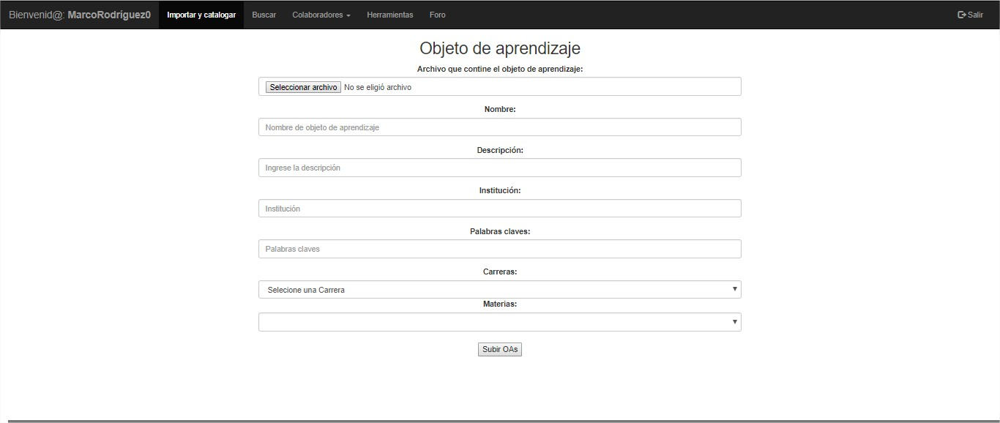 Bienvenid@: MarcoRodríguez0 Importar y catalogar Buscar Colaboradores Herramientas Foro Salir
Objeto de aprendizaje
Archivo que contine el objeto de aprendizaje:
Seleccionar archivo No se eligió archivo
Nombre:
Nombre de objeto de aprendizaje
Descripción:
Ingrese la descripción
Institución:
Institución
Palabras claves:
Palabras claves
Carreras:
Selecione una Carrera
Materias:
Subir OAs